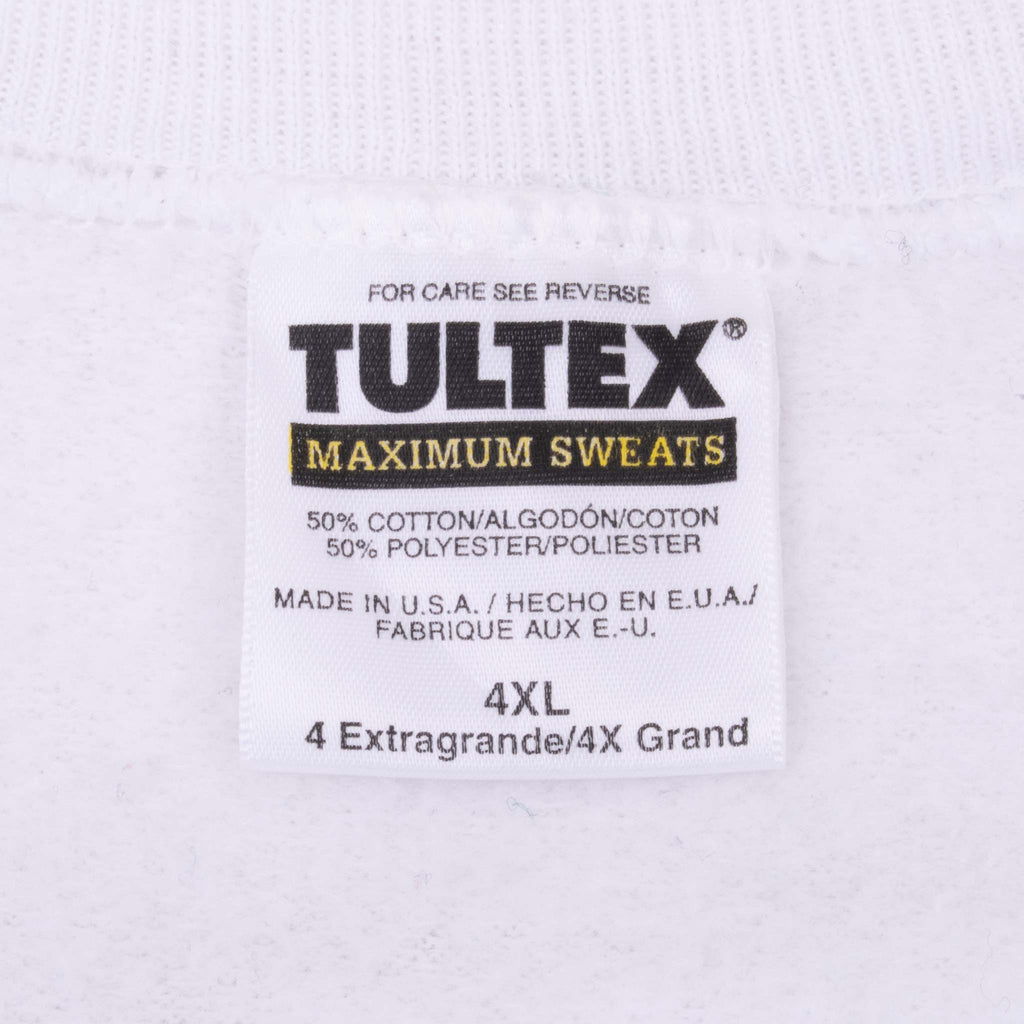 FOR CARE SEE REVERSE
TULTEX®
MAXIMUM SWEATS
50% COTTON/ALGODÓN/COTON
50% POLYESTER/POLIESTER
MADE IN U.S.A. / HECHO EN E.U.A./
FABRIQUE AUX E.-U.
4XL
4 Extragrande/4X Grand